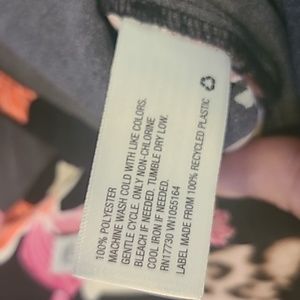 100% POLYESTER
MACHINE WASH COLD WITH LIKE COLORS.
GENTLE CYCLE. ONLY NON-CHLORINE
BLEACH IF NEEDED. TUMBLE DRY LOW.
COOL IRON IF NEEDED.
RN17730 VN1055164
LABEL MADE FROM 100% RECYCLED PLASTIC